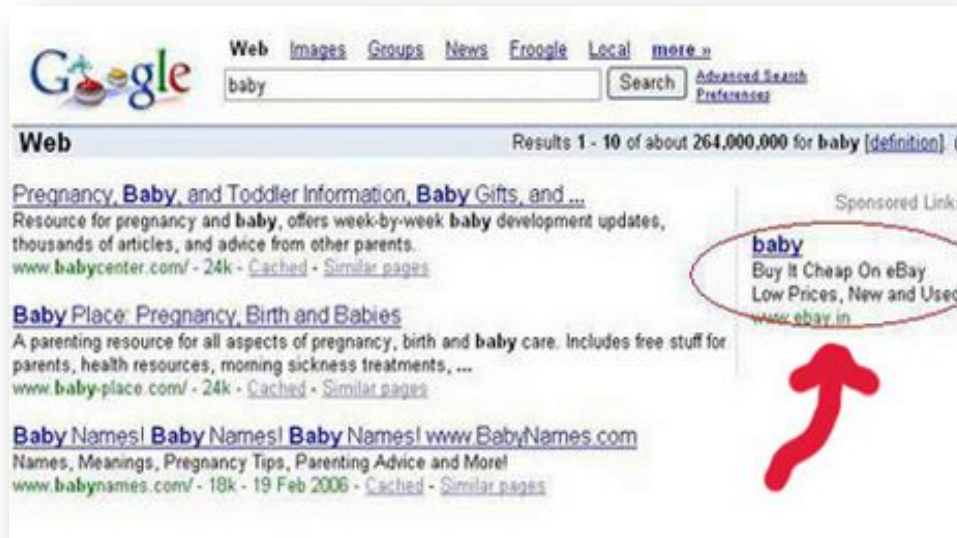 Google
Web Images Groups News Froogle Local more »
baby Search Advanced Search
Preferences
Web Results 1 - 10 of about 264,000,000 for baby [definition]. (
Pregnancy, Baby, and Toddler Information, Baby Gifts, and ...
Resource for pregnancy and baby, offers week-by-week baby development updates,
thousands of articles, and advice from other parents.
www.babycenter.com/ - 24k - Cached - Similar pages
Baby Place: Pregnancy, Birth and Babies
A parenting resource for all aspects of pregnancy, birth and baby care. Includes free stuff for
parents, health resources, morning sickness treatments, ...
www.baby-place.com/ - 24k - Cached - Similar pages
Baby Names! Baby Names! Baby Names! www.BabyNames.com
Names, Meanings, Pregnancy Tips, Parenting Advice and More!
www.babynames.com/ - 18k - 19 Feb 2006 - Cached - Similar pages
Sponsored Link
baby
Buy It Cheap On eBay
Low Prices, New and Used
www.ebay.in